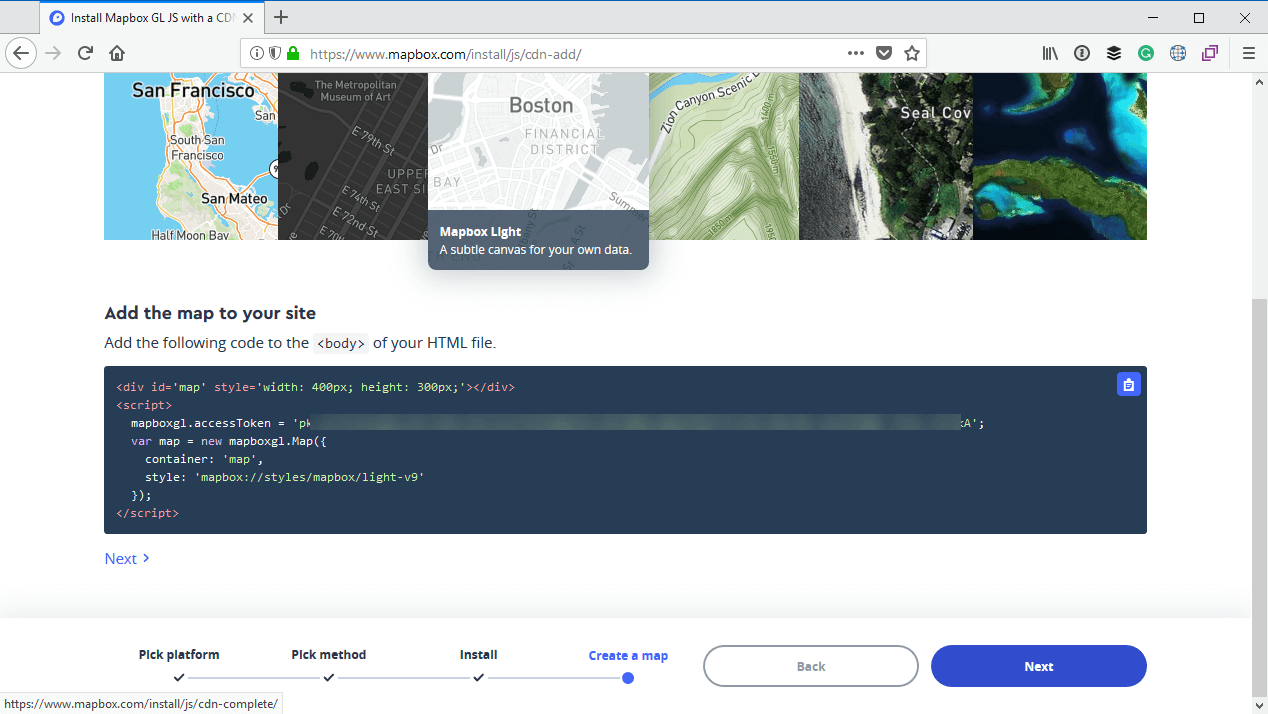 Install Mapbox GL JS with a CDN
https://www.mapbox.com/install/js/cdn-add/
San Francisco
San
South San
Francisco
San Mateo
Half Moon Bay
The Metropolitan
Museum of Art
E 79th St
UPPER
EAST SI
E 74th St
E 72nd St
E 70th
Dr
Boston
FINANCIAL
DISTRICT
Dr
BAY
Summer
Zion Canyon Scenic D
1400 m
1550 m
1850 m
1950
Seal Cov
Mapbox Light
A subtle canvas for your own data.
Add the map to your site
Add the following code to the <body> of your HTML file.
<div id='map' style='width: 400px; height: 300px;'></div>
<script>
mapboxgl.accessToken = 'pk A';
var map = new mapboxgl.Map({
container: 'map',
style: 'mapbox://styles/mapbox/light-v9'
});
</script>
Next
Pick platform
Pick method
Install
Create a map
Back
Next
https://www.mapbox.com/install/js/cdn-complete/